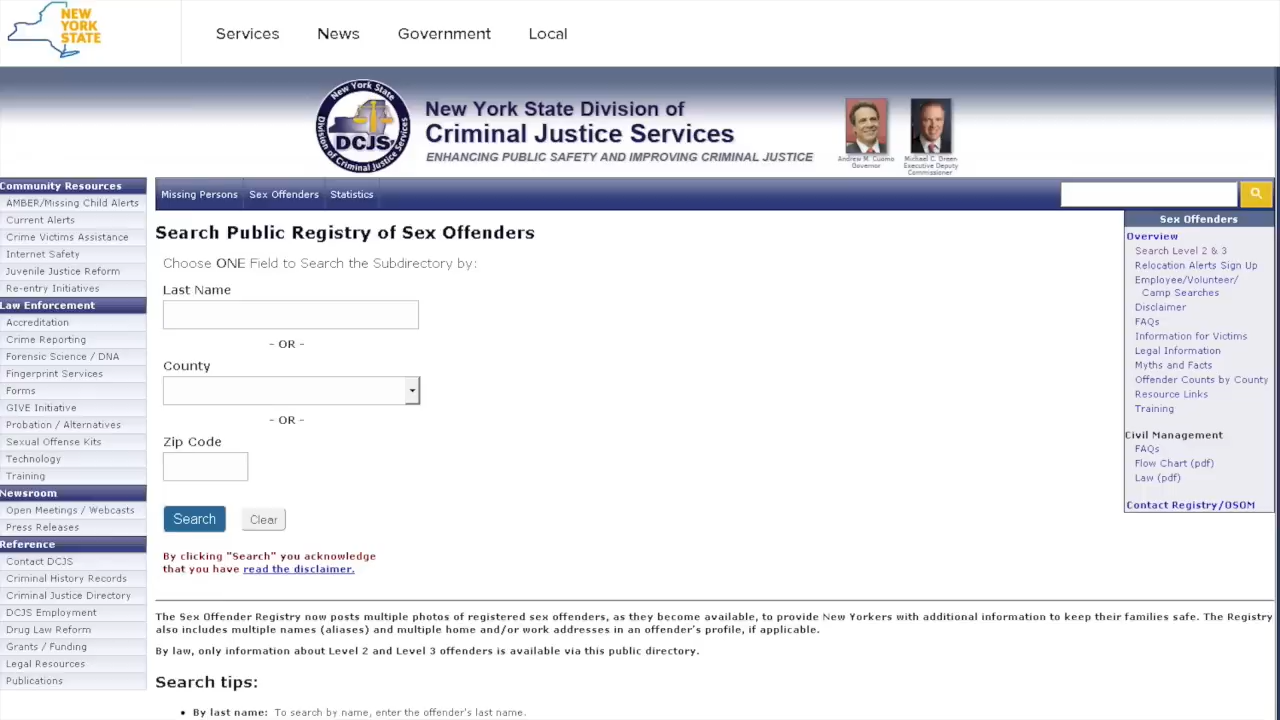 NEW
YORK
STATE
Services
News
Government
Local
New York State
Division of Criminal Justice Services
DCJS
New York State Division of
Criminal Justice Services
ENHANCING PUBLIC SAFETY AND IMPROVING CRIMINAL JUSTICE
Andrew M. Cuomo
Governor
Michael C. Green
Executive Deputy
Commissioner
Community Resources
AMBER/Missing Child Alerts
Current Alerts
Crime Victims Assistance
Internet Safety
Juvenile Justice Reform
Re-entry Initiatives
Law Enforcement
Accreditation
Crime Reporting
Forensic Science / DNA
Fingerprint Services
Forms
GIVE Initiative
Probation / Alternatives
Sexual Offense Kits
Technology
Training
Newsroom
Open Meetings / Webcasts
Press Releases
Reference
Contact DCJS
Criminal History Records
Criminal Justice Directory
DCJS Employment
Drug Law Reform
Grants / Funding
Legal Resources
Publications
Missing Persons
Sex Offenders
Statistics
Search Public Registry of Sex Offenders
Choose ONE Field to Search the Subdirectory by:
Last Name
- OR -
County
- OR -
Zip Code
Search
Clear
By clicking "Search" you acknowledge
that you have read the disclaimer.
The Sex Offender Registry now posts multiple photos of registered sex offenders, as they become available, to provide New Yorkers with additional information to keep their families safe. The Registry
also includes multiple names (aliases) and multiple home and/or work addresses in an offender's profile, if applicable.
By law, only information about Level 2 and Level 3 offenders is available via this public directory.
Search tips:
• By last name: To search by name, enter the offender's last name.
Sex Offenders
Overview
Search Level 2 & 3
Relocation Alerts Sign Up
Employee/Volunteer/
Camp Searches
Disclaimer
FAQs
Information for Victims
Legal Information
Myths and Facts
Offender Counts by County
Resource Links
Training
Civil Management
FAQs
Flow Chart (pdf)
Law (pdf)
Contact Registry/OSOM